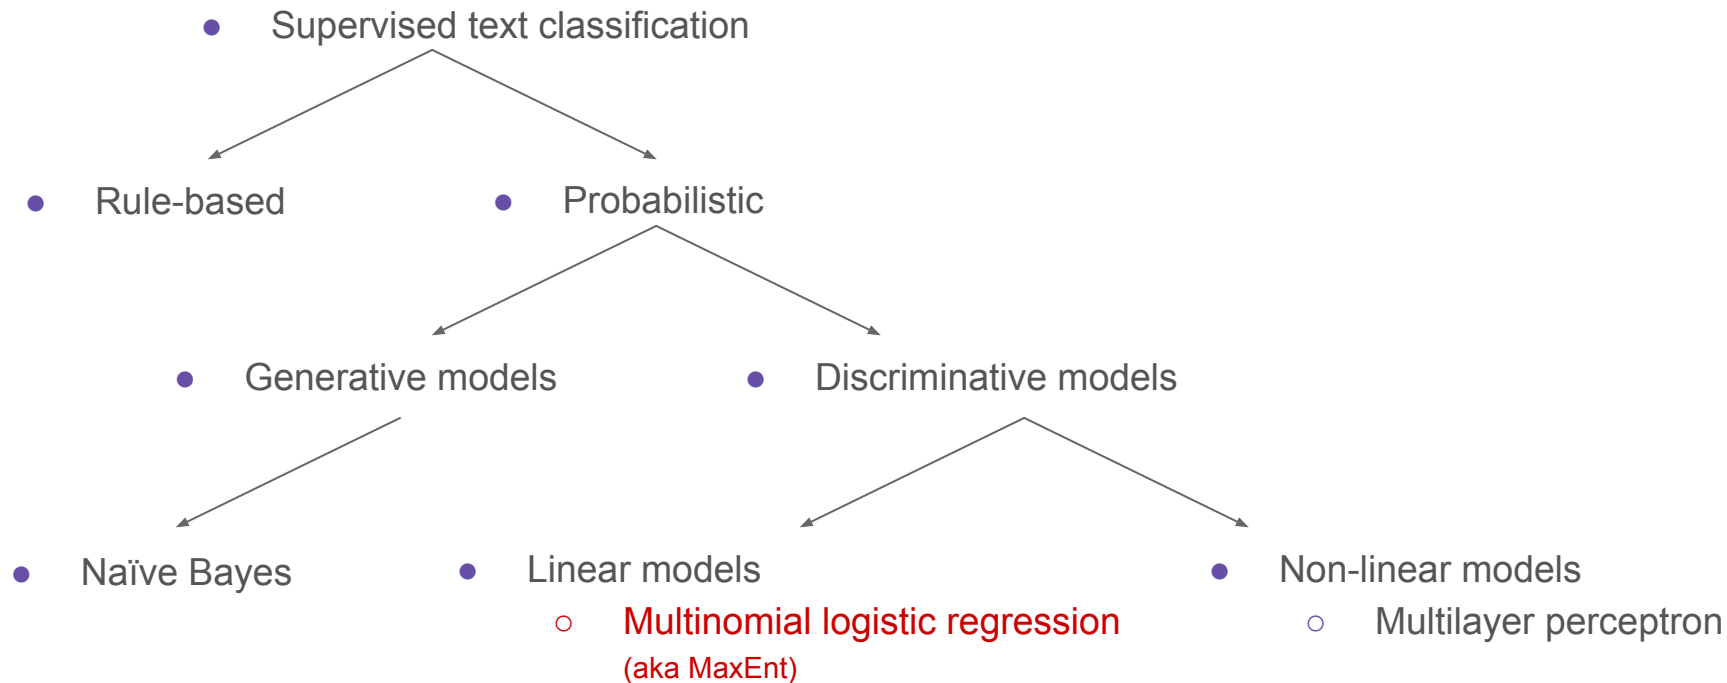 Supervised text classification
Rule-based
Probabilistic
Generative models
Discriminative models
Naïve Bayes
Linear models
Non-linear models
Multinomial logistic regression
Multilayer perceptron
(aka MaxEnt)